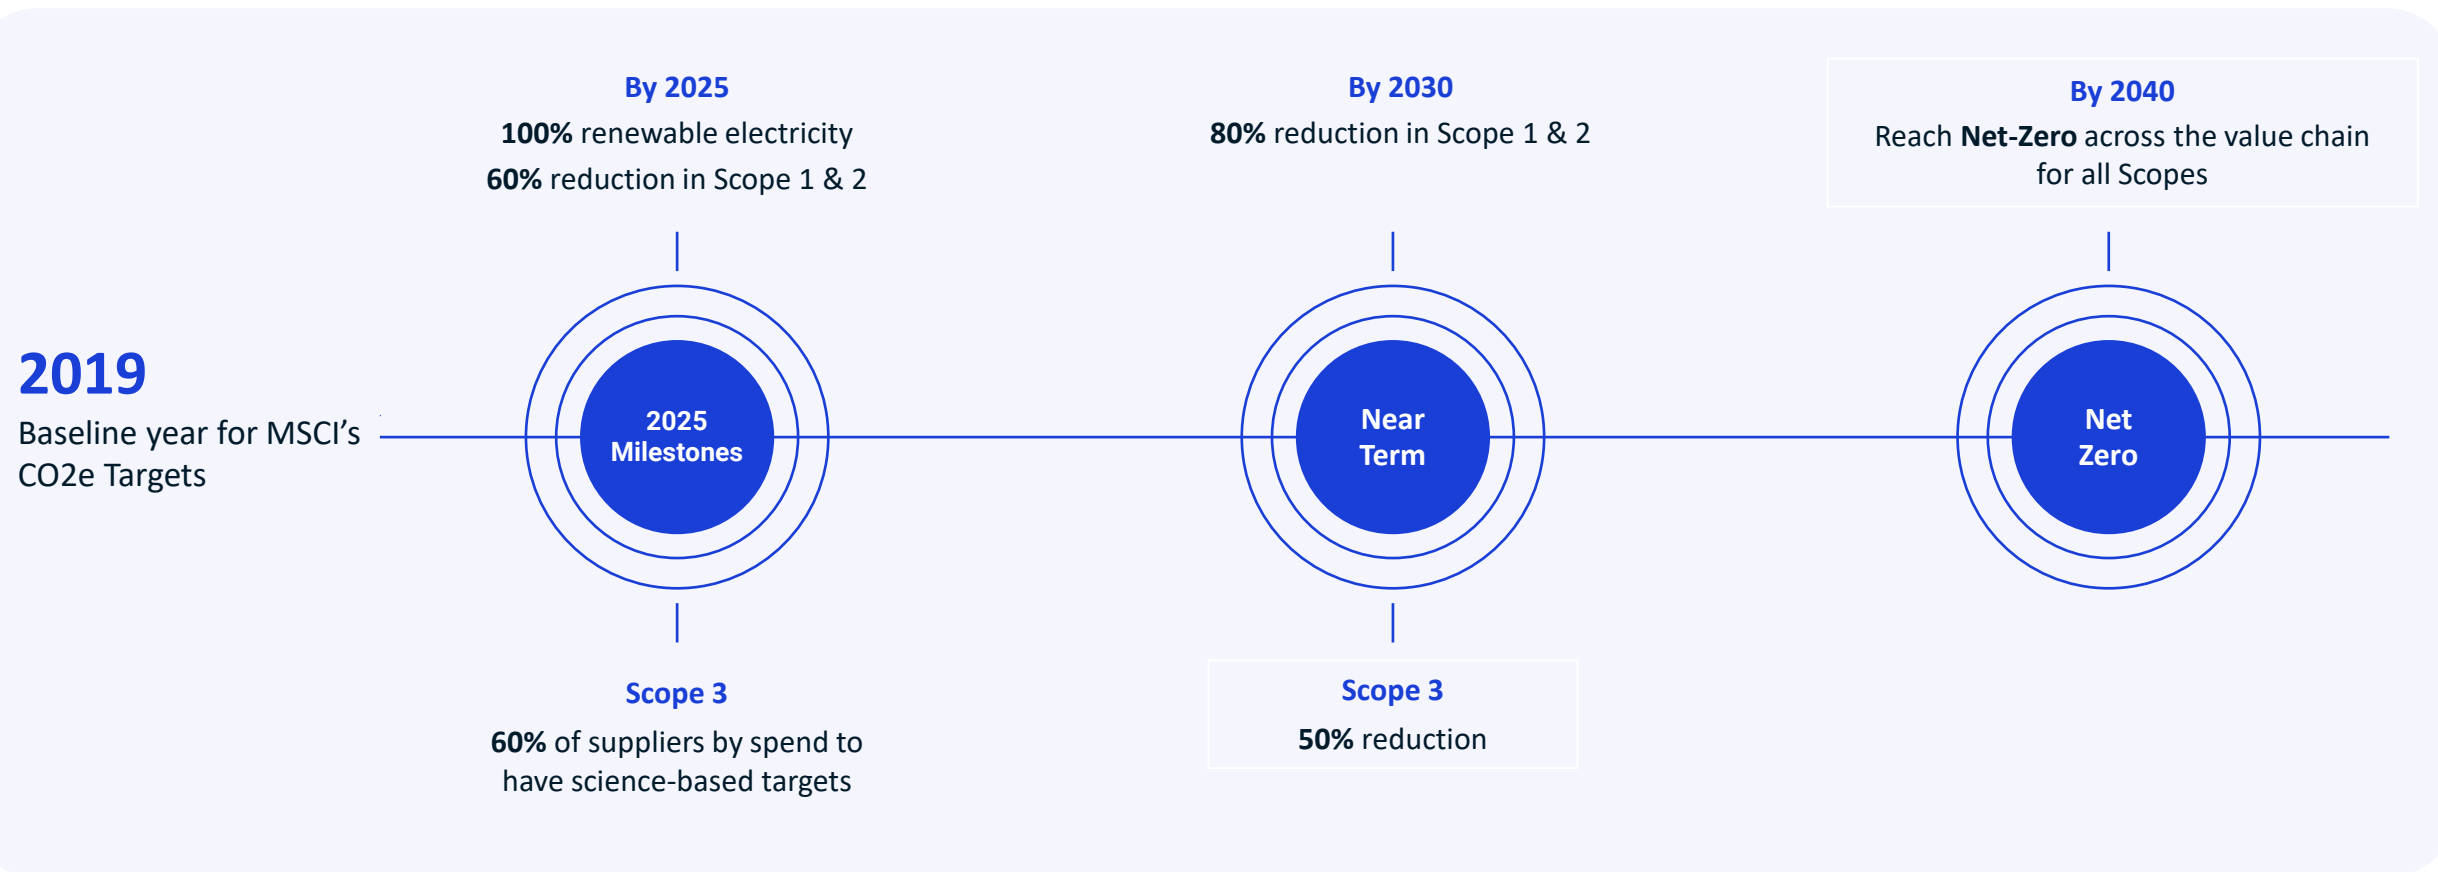 2019
Baseline year for MSCI’s
CO2e Targets
By 2025
100% renewable electricity
60% reduction in Scope 1 & 2
2025
Milestones
Scope 3
60% of suppliers by spend to
have science-based targets
By 2030
80% reduction in Scope 1 & 2
Near
Term
Scope 3
50% reduction
By 2040
Reach Net-Zero across the value chain
for all Scopes
Net
Zero